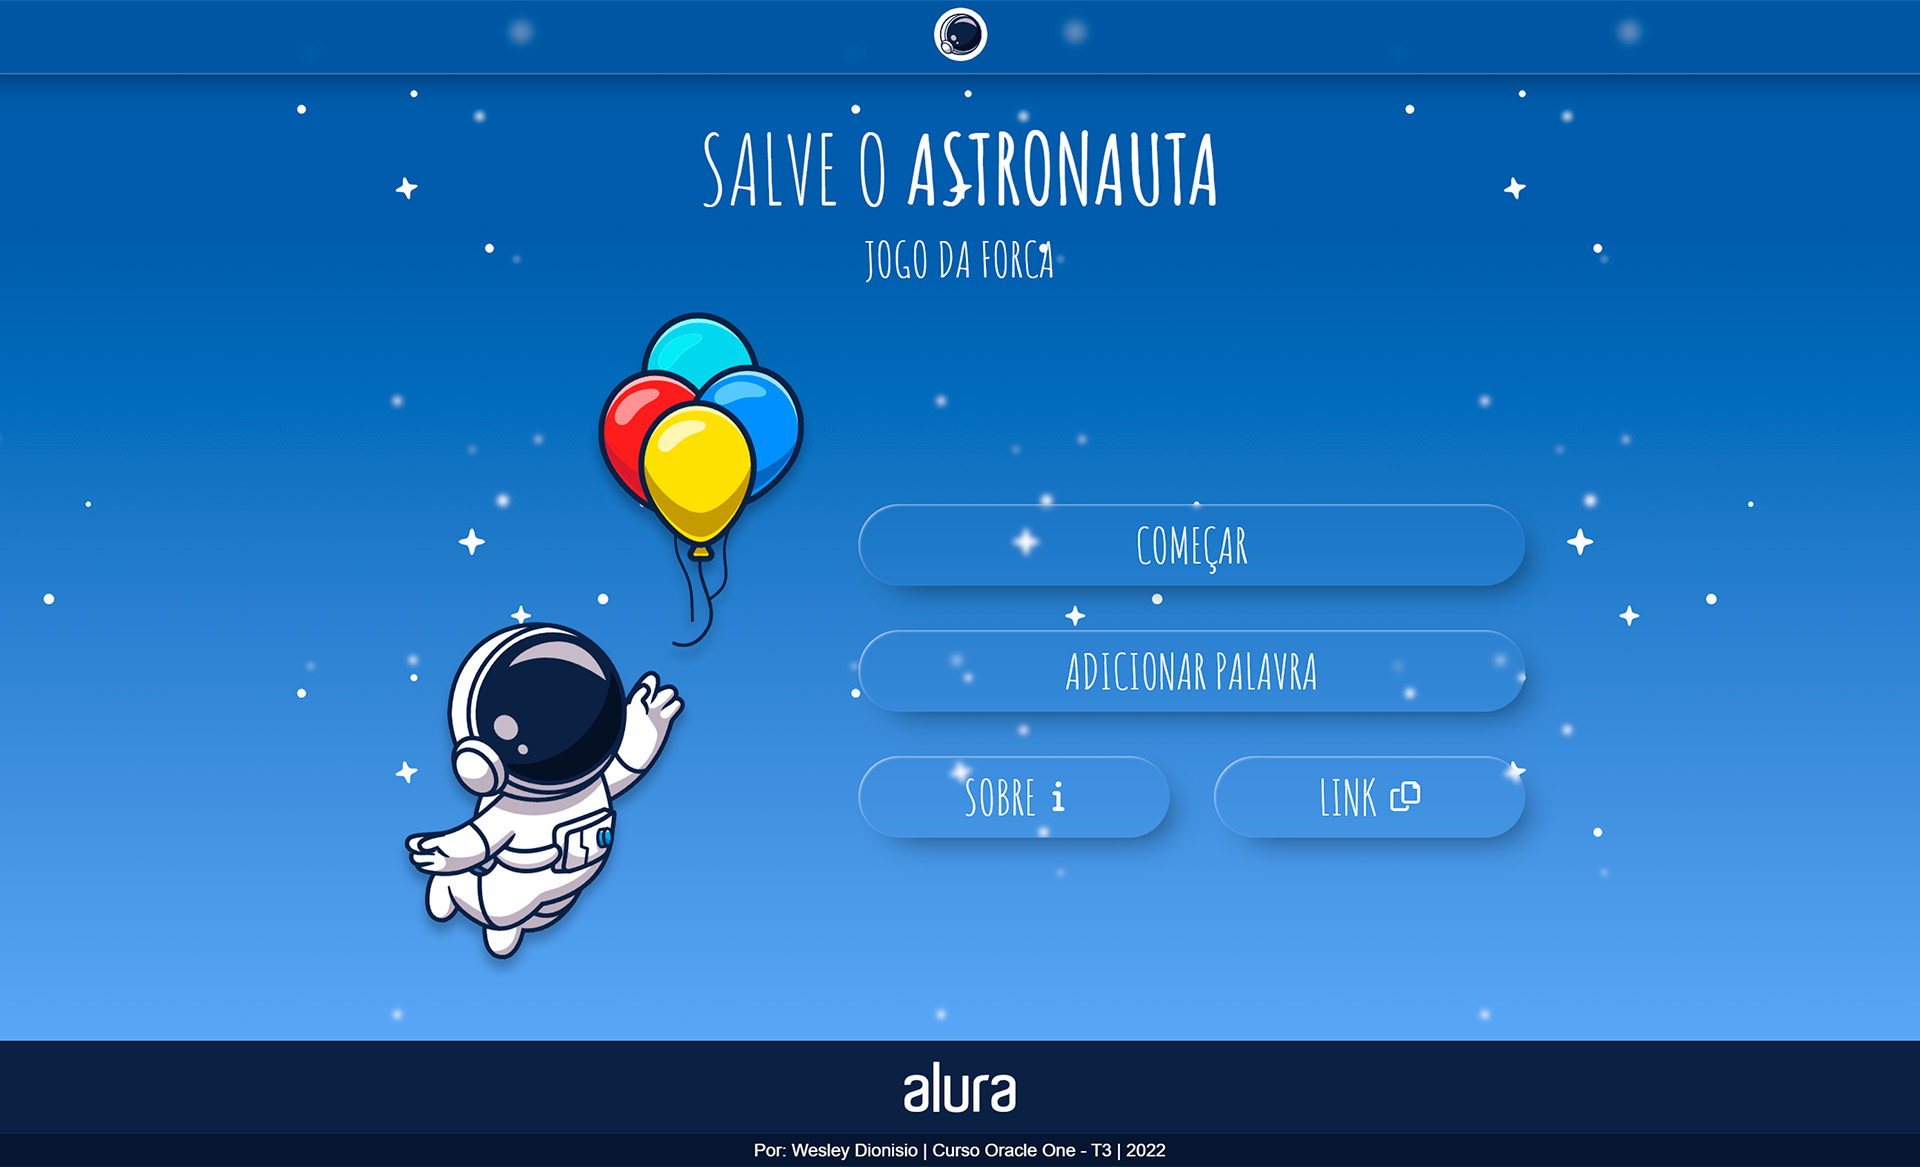 SALVE O ASTRONAUTA
JOGO DA FORCA
COMEÇAR
ADICIONAR PALAVRA
SOBRE
LINK
alura
Por: Wesley Dionisio | Curso Oracle One - T3 | 2022